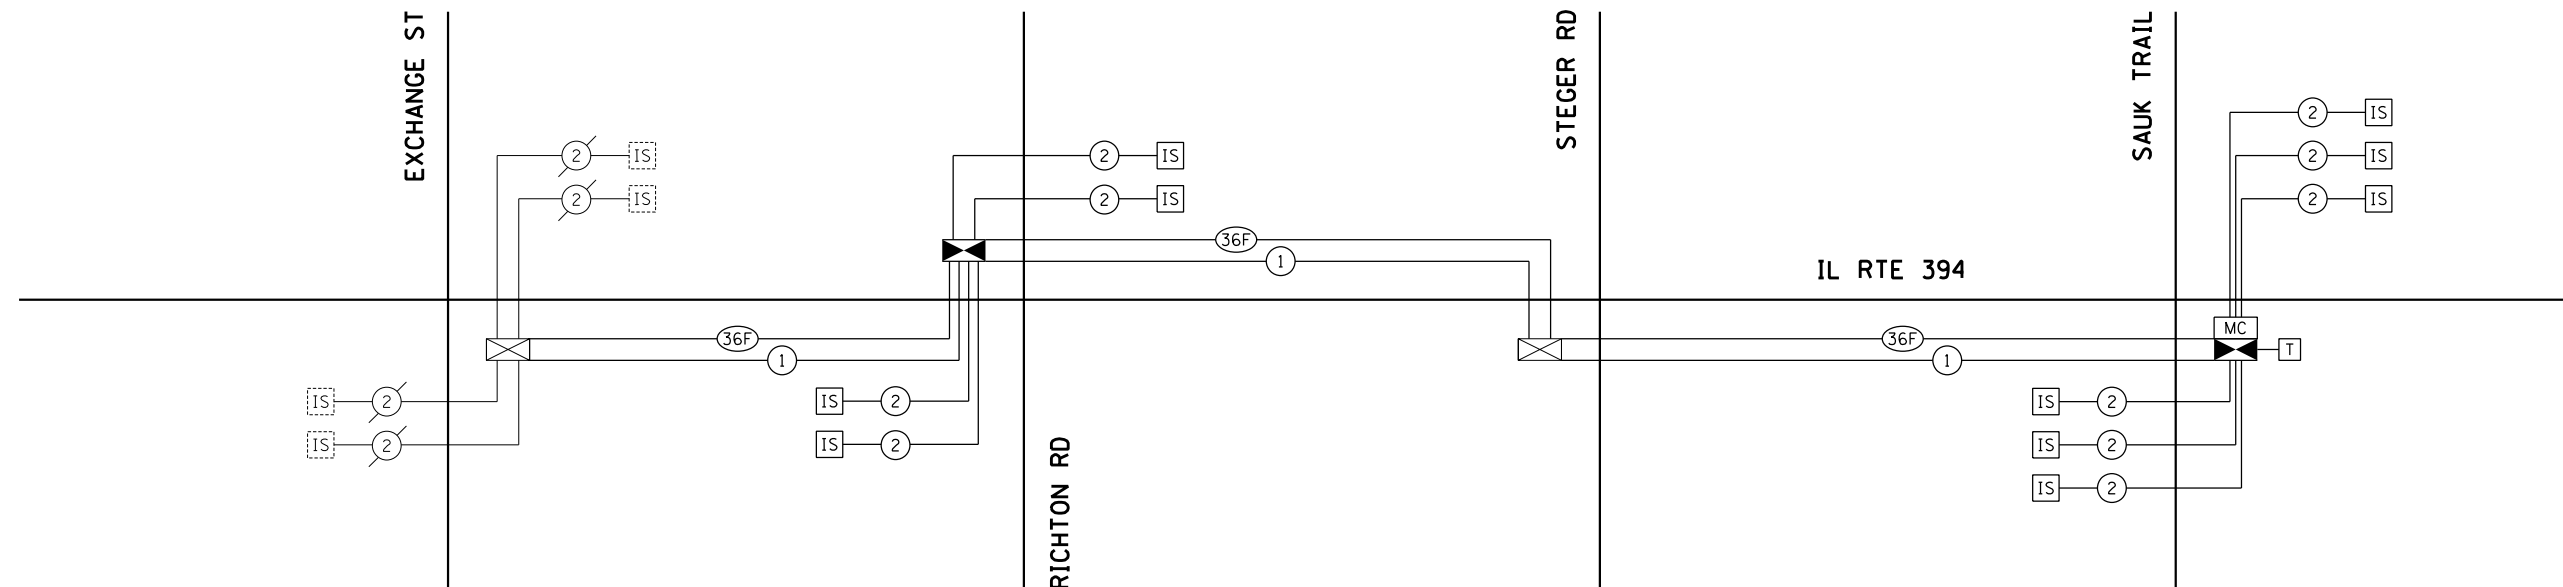 EXCHANGE ST
STEGER RD
SAUK TRAIL
2 IS
2 IS
2 IS
2 IS
2 IS
2 IS
2 IS
36F
1
IL RTE 394
MC
36F
1
36F
1
T
IS 2
IS 2
IS 2
IS 2
IS 2
IS 2
IS 2
RICHTON RD